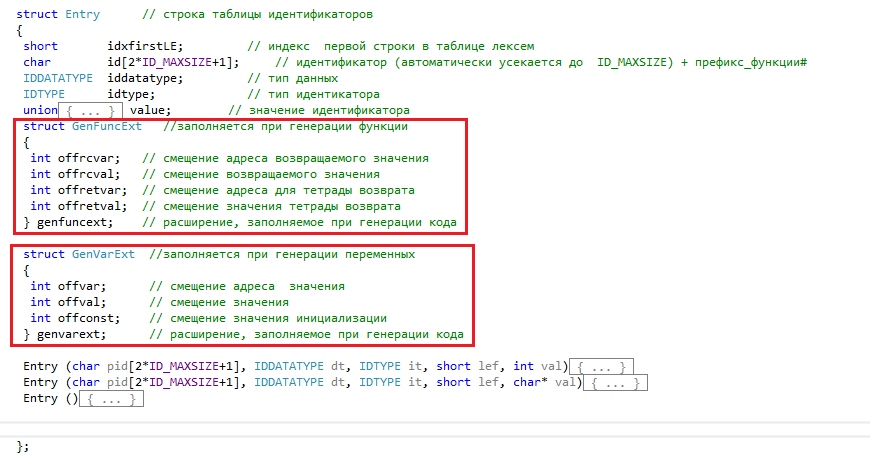 struct Entry // строка таблицы идентификаторов
{
short idxfirstLE; // индекс первой строки в таблице лексем
char id[2*ID_MAXSIZE+1]; // идентификатор (автоматически усекается до ID_MAXSIZE) + префикс_функции#
IDDATATYPE iddatatype; // тип данных
IDTYPE idtype; // тип идентикатора
union{ ... } value; // значение идентификатора
struct GenFuncExt //заполняется при генерации функции
{
int offrcvar; // смещение адреса возвращаемого значения
int offrcval; // смещение возвращаемого значения
int offretvar; // смещение адреса для тетрады возврата
int offretval; // смещение значения тетрады возврата
} genfuncext; // расширение, заполняемое при генерации кода
struct GenVarExt //заполняется при генерации переменных
{
int offvar; // смещение адреса значения
int offval; // смещение значения
int offconst; // смещение значения инициализации
} genvarext; // расширение, заполняемое при генерации кода
Entry (char pid[2*ID_MAXSIZE+1], IDDATATYPE dt, IDTYPE it, short lef, int val){ ... }
Entry (char pid[2*ID_MAXSIZE+1], IDDATATYPE dt, IDTYPE it, short lef, char* val){ ... }
Entry (){ ... }
};